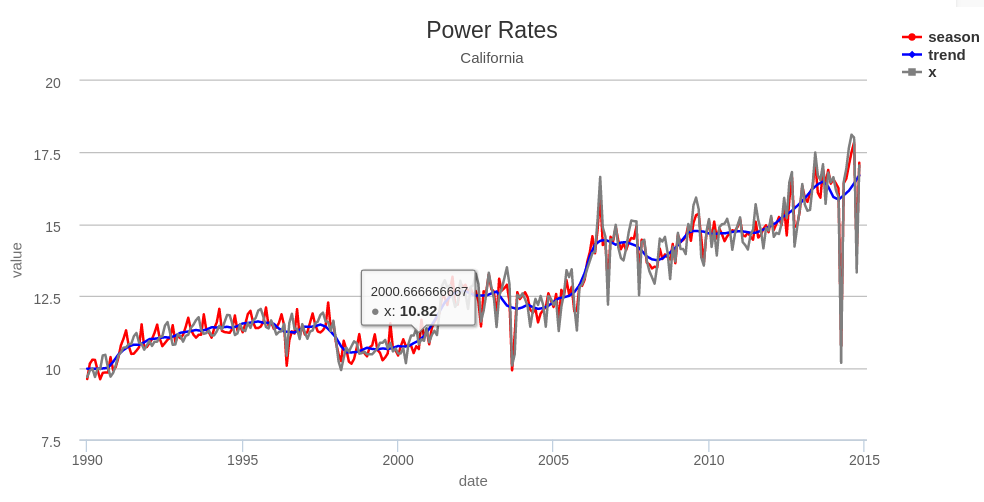 Power Rates
California
season
trend
x
20
17.5
15
12.5
10
7.5
value
2000.6666666667
● x: 10.82
1990 1995 2000 2005 2010 2015
date